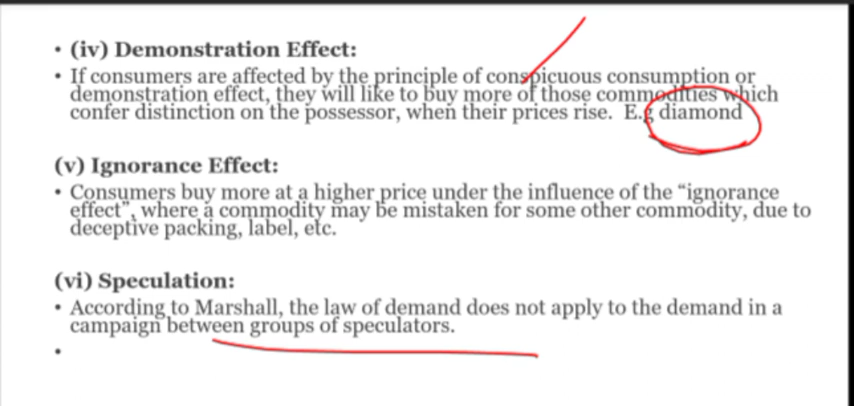 • (iv) Demonstration Effect:
• If consumers are affected by the principle of conspicuous consumption or
demonstration effect, they will like to buy more of those commodities which
confer distinction on the possessor, when their prices rise. E.g diamond
(v) Ignorance Effect:
• Consumers buy more at a higher price under the influence of the “ignorance
effect”, where a commodity may be mistaken for some other commodity, due to
deceptive packing, label, etc.
(vi) Speculation:
• According to Marshall, the law of demand does not apply to the demand in a
campaign between groups of speculators.
•